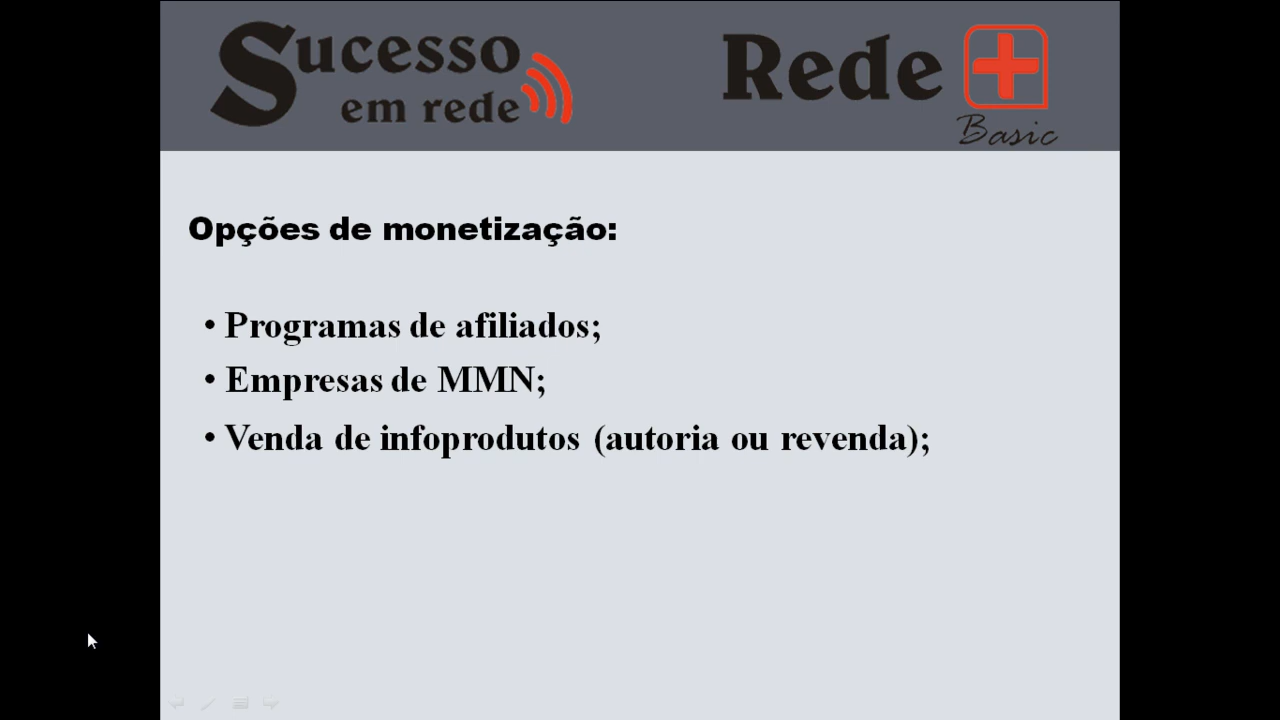 Sucesso
em rede
Rede
Basic
Opções de monetização:
• Programas de afiliados;
• Empresas de MMN;
• Venda de infoprodutos (autoria ou revenda);